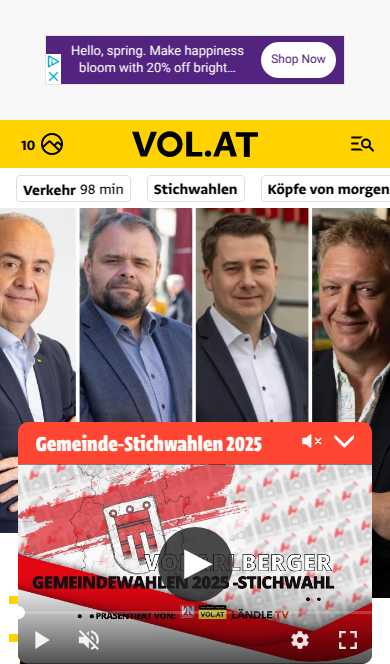 Hello, spring. Make happiness
bloom with 20% off bright...
Shop Now
10
VOL.AT
Verkehr 98 min
Stichwahlen
Köpfe von morgen
Gemeinde-Stichwahlen 2025
VORARLBERGER
GEMEINDEWAHLEN 2025 -STICHWAHL
PRÄSENTIERT VON:
VN
VOL.AT
LÄNDLE TV